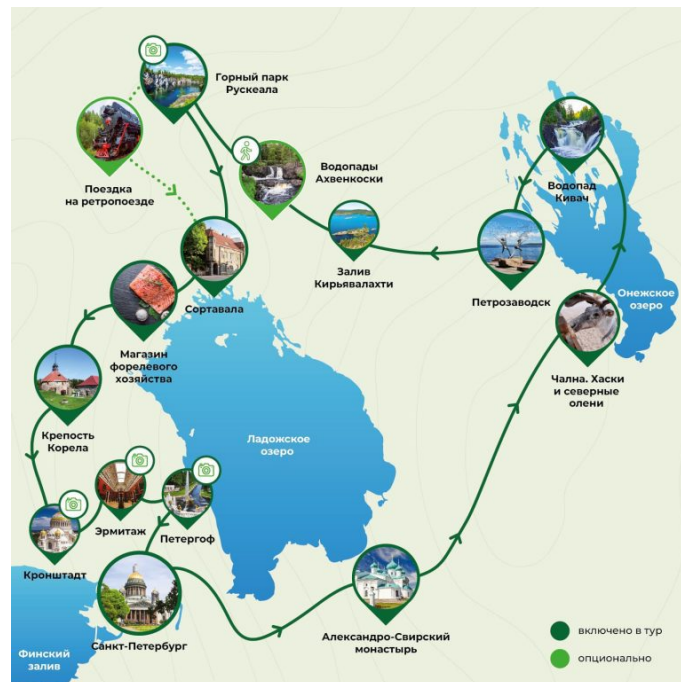 Горный парк
Рускеала
Поездка
на ретропоезде
Водопады
Ахвенкоски
Водопад
Кивач
Залив
Кирьявалахти
Петрозаводск
Онежское
озеро
Сортавала
Магазин
форелевого
хозяйства
Чална. Хаски
и северные
олени
Крепость
Корела
Ладожское
озеро
Эрмитаж
Петергоф
Кронштадт
Александро-Свирский
монастырь
Санкт-Петербург
Финский
залив
включено в тур
опционально